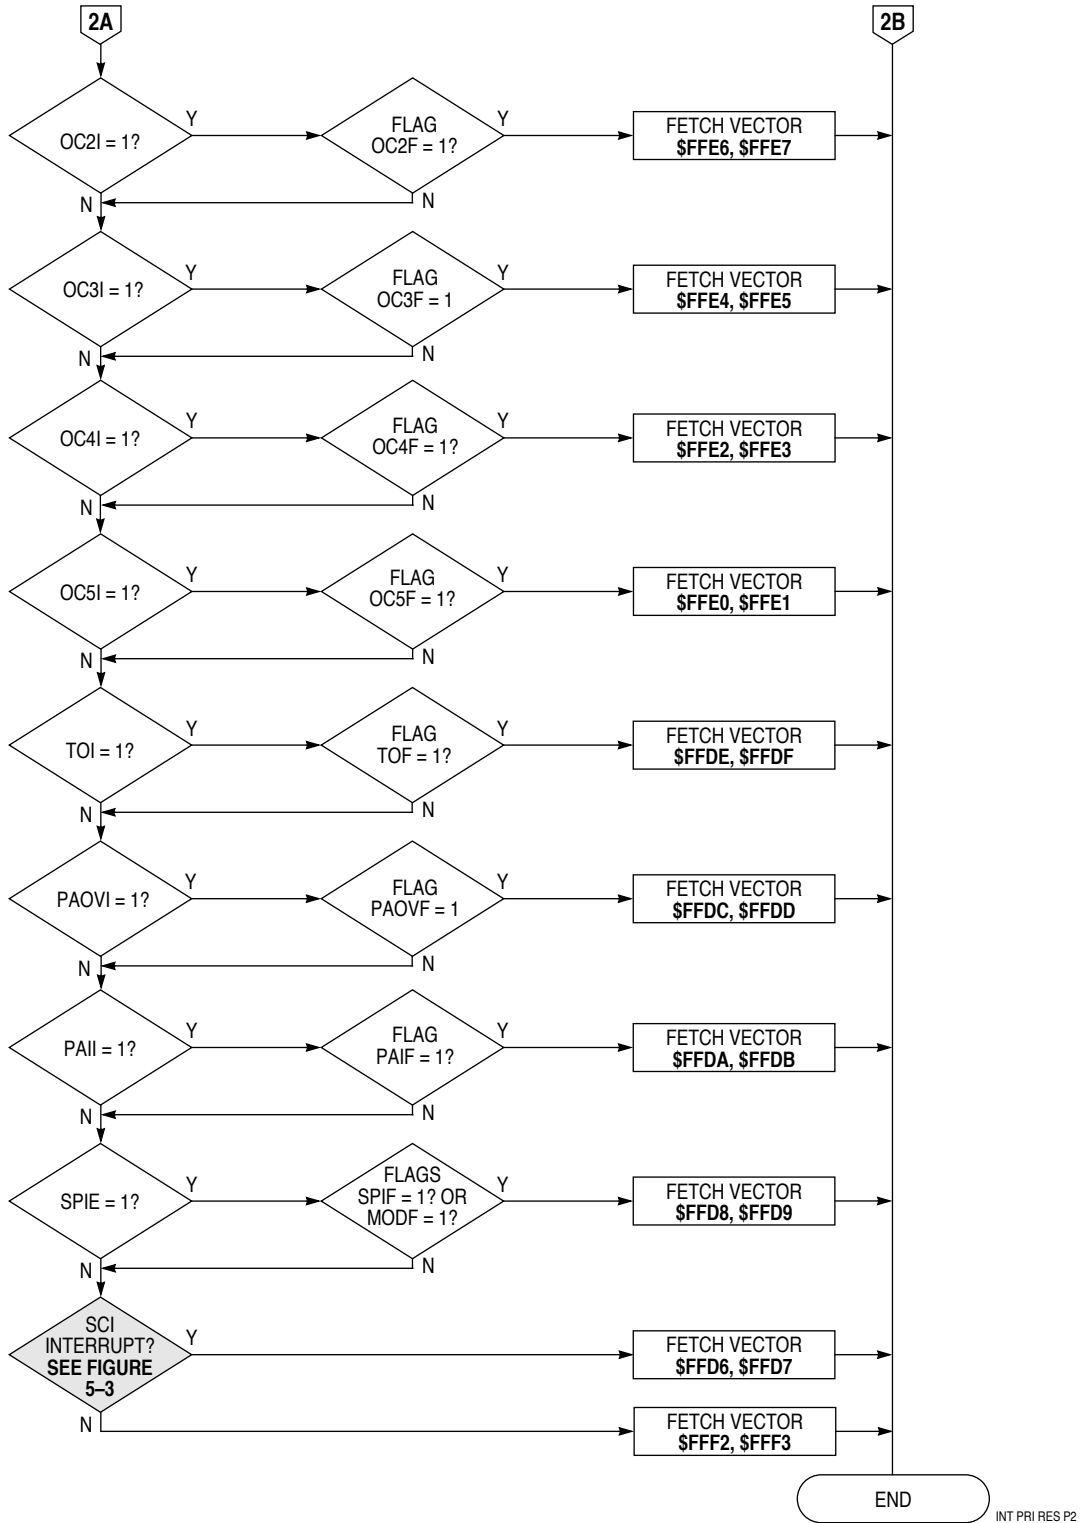 2A
2B
OC2I = 1?
Y
FLAG
OC2F = 1?
Y
FETCH VECTOR
$FFE6, $FFE7
N
N
OC3I = 1?
Y
FLAG
OC3F = 1
Y
FETCH VECTOR
$FFE4, $FFE5
N
N
OC4I = 1?
Y
FLAG
OC4F = 1?
Y
FETCH VECTOR
$FFE2, $FFE3
N
N
OC5I = 1?
Y
FLAG
OC5F = 1?
Y
FETCH VECTOR
$FFE0, $FFE1
N
N
TOI = 1?
Y
FLAG
TOF = 1?
Y
FETCH VECTOR
$FFDE, $FFDF
N
N
PAOVI = 1?
Y
FLAG
PAOVF = 1
Y
FETCH VECTOR
$FFDC, $FFDD
N
N
PAII = 1?
Y
FLAG
PAIF = 1?
Y
FETCH VECTOR
$FFDA, $FFDB
N
N
SPIE = 1?
Y
FLAGS
SPIF = 1? OR
MODF = 1?
Y
FETCH VECTOR
$FFD8, $FFD9
N
N
SCI
INTERRUPT?
SEE FIGURE
5–3
Y
FETCH VECTOR
$FFD6, $FFD7
N
FETCH VECTOR
$FFF2, $FFF3
END
INT PRI RES P2